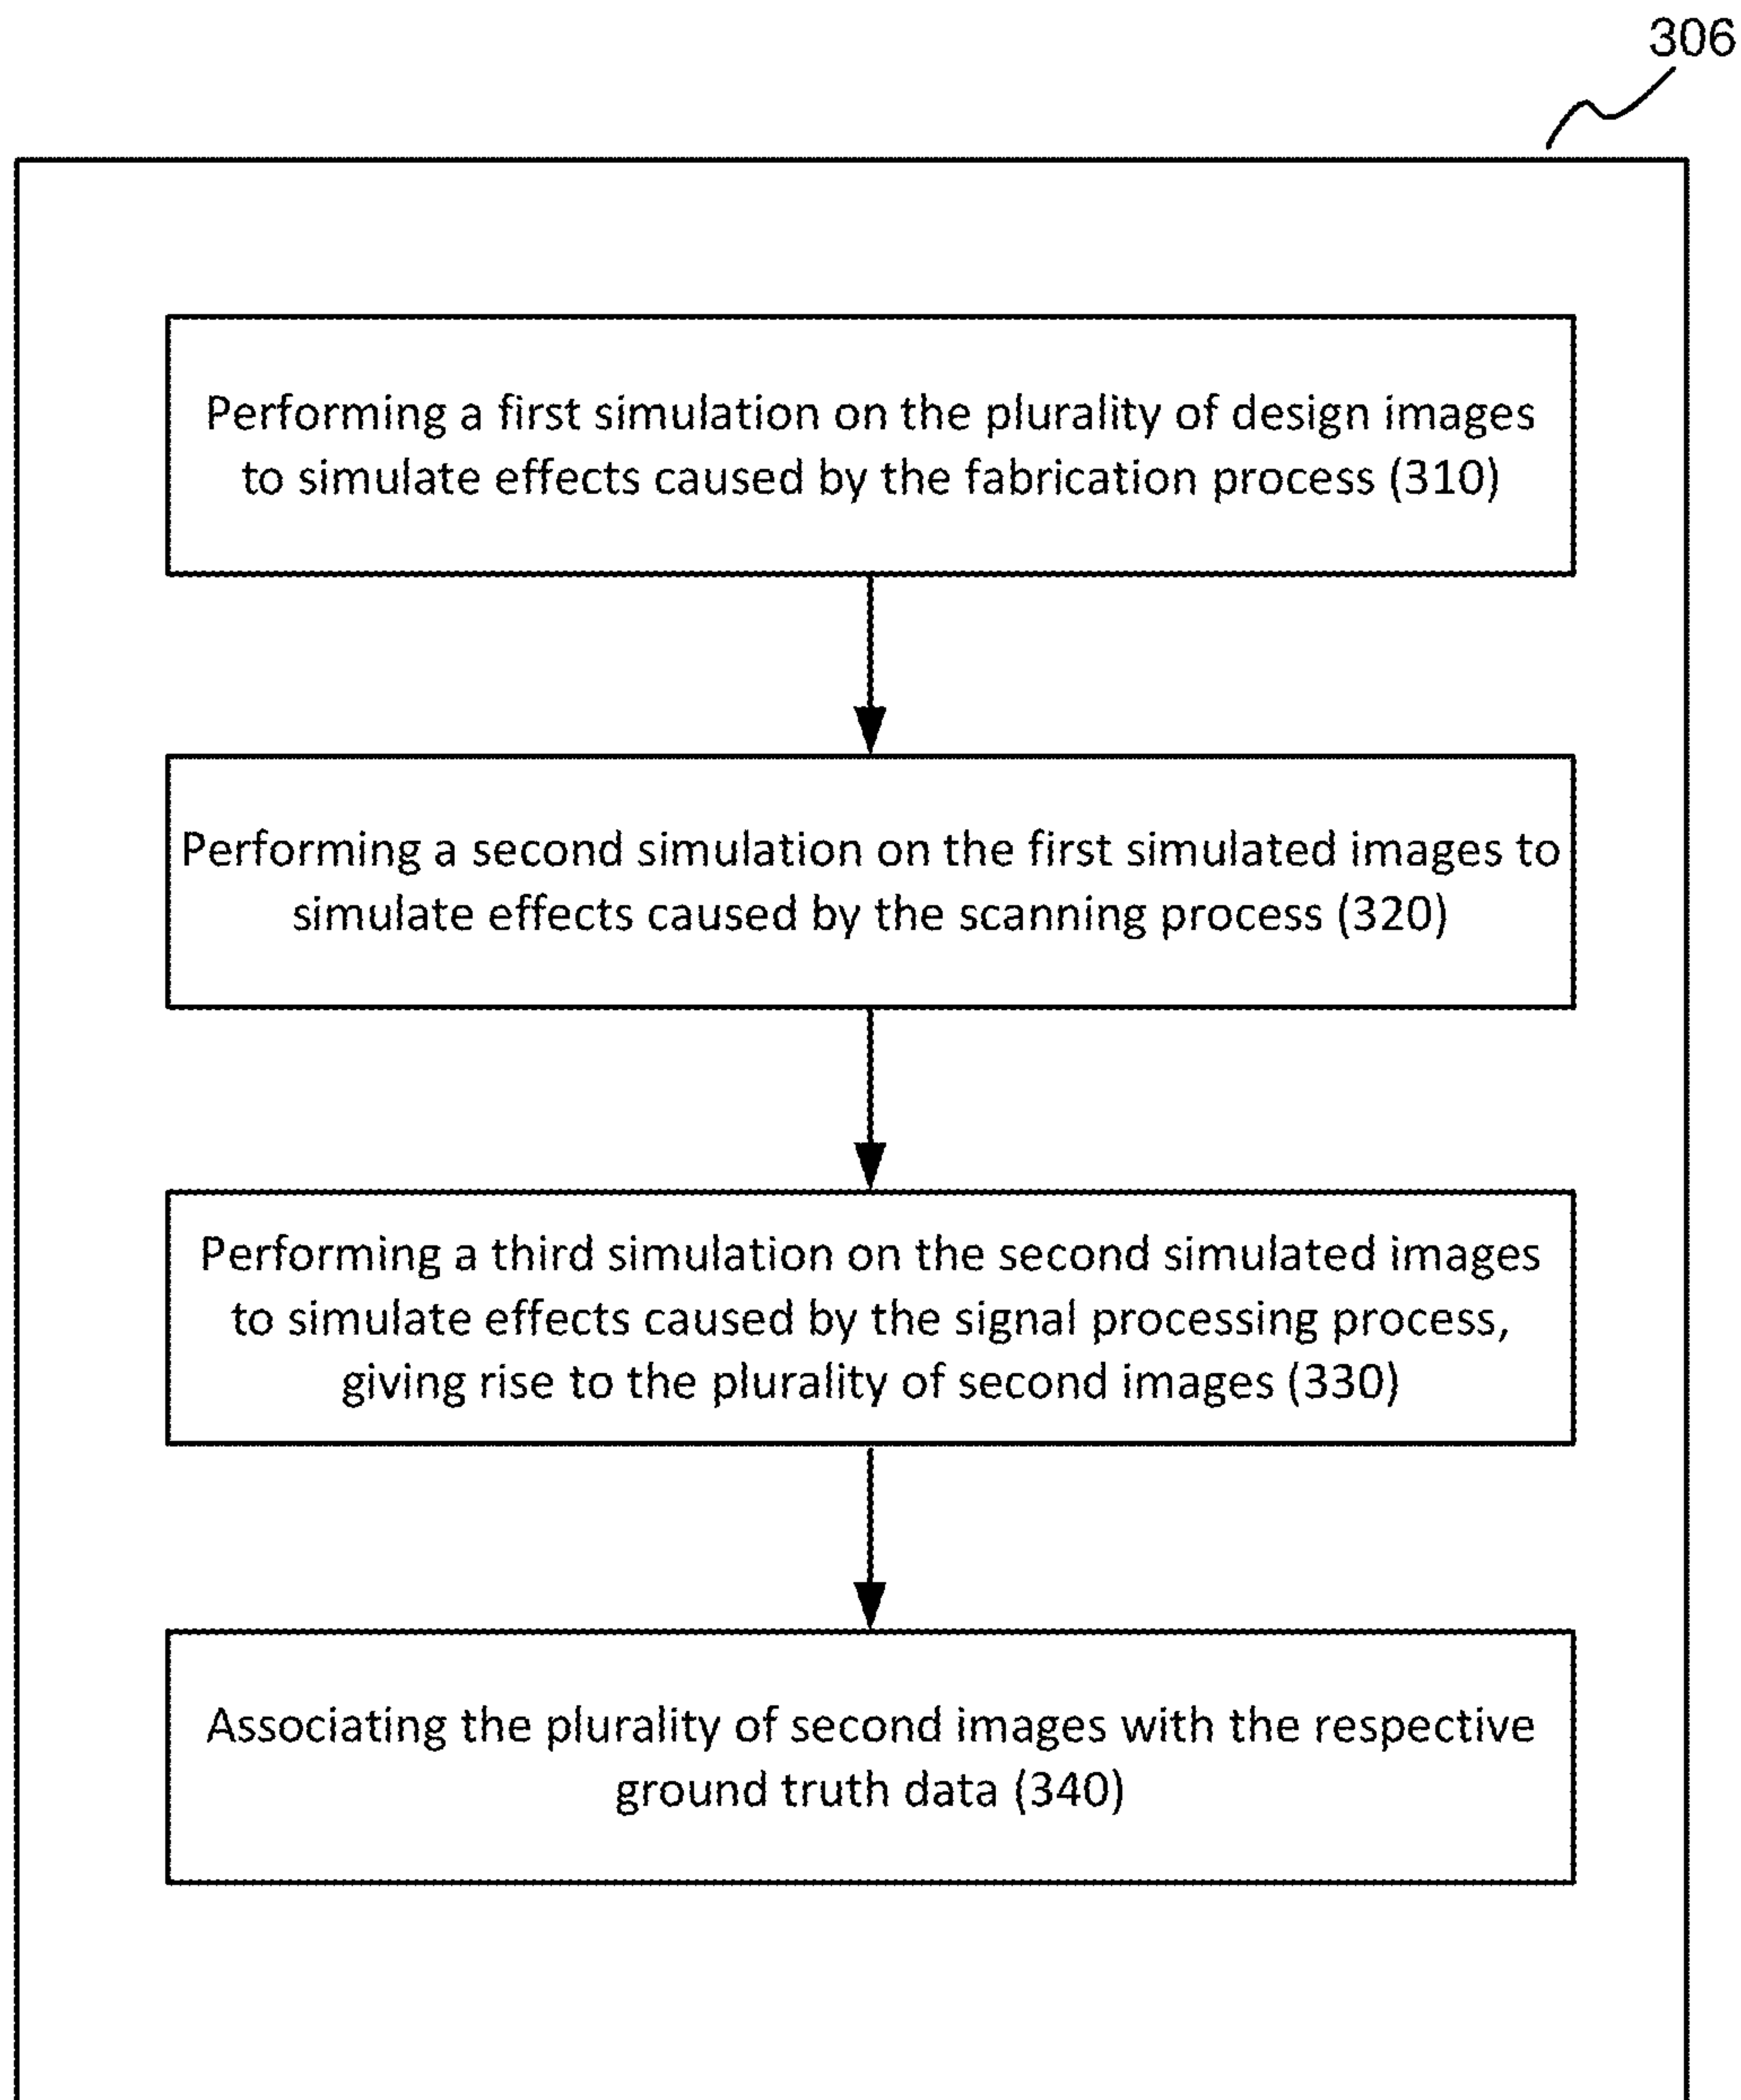 306
Performing a first simulation on the plurality of design images
to simulate effects caused by the fabrication process (310)
Performing a second simulation on the first simulated images to
simulate effects caused by the scanning process (320)
Performing a third simulation on the second simulated images
to simulate effects caused by the signal processing process,
giving rise to the plurality of second images (330)
Associating the plurality of second images with the respective
ground truth data (340)